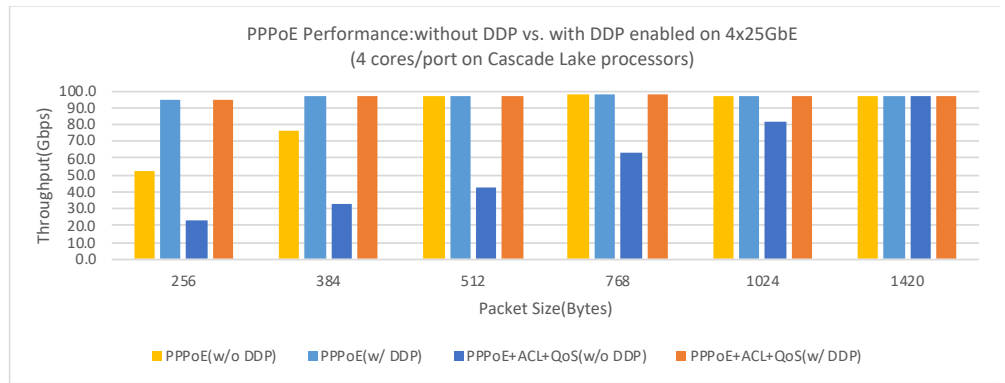 PPPoE Performance:without DDP vs. with DDP enabled on 4x25GbE
(4 cores/port on Cascade Lake processors)
Throughput(Gbps)
100.0
90.0
80.0
70.0
60.0
50.0
40.0
30.0
20.0
10.0
0.0
256 384 512 768 1024 1420
Packet Size(Bytes)
PPPoE(w/o DDP) PPPoE(w/ DDP) PPPoE+ACL+QoS(w/o DDP) PPPoE+ACL+QoS(w/ DDP)